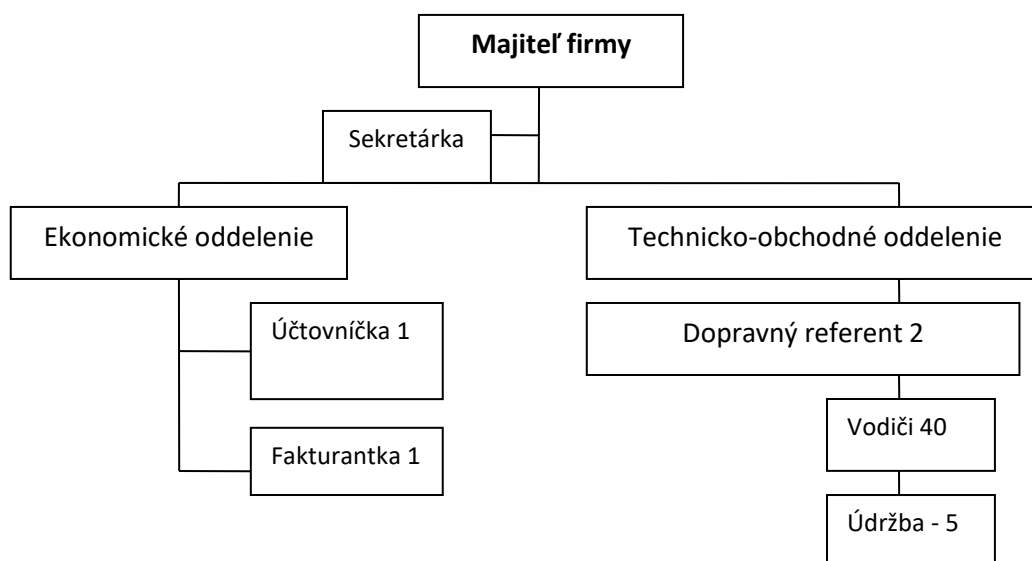 Majiteľ firmy
Sekretárka
Ekonomické oddelenie
Technicko-obchodné oddelenie
Účtovníčka 1
Dopravný referent 2
Fakturantka 1
Vodiči 40
Údržba - 5